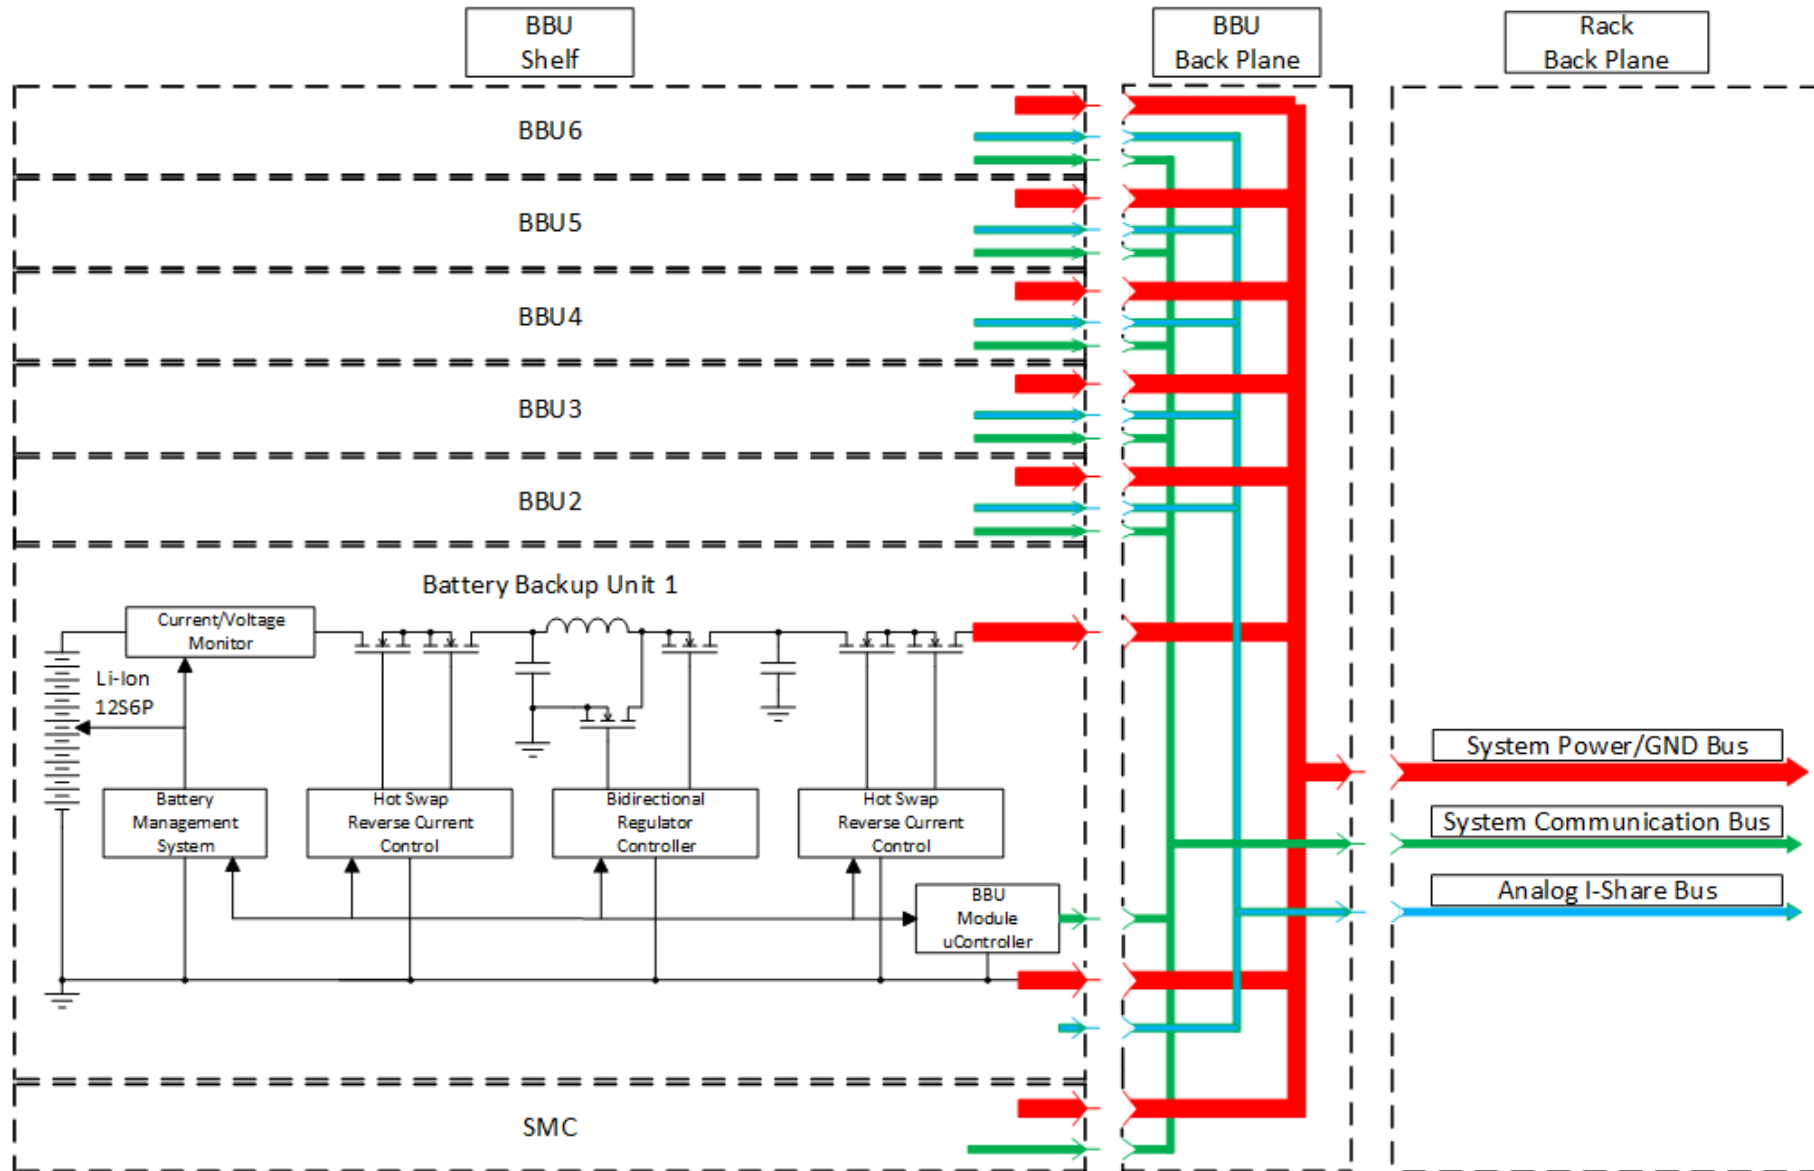 BBU
Shelf
BBU
Back Plane
Rack
Back Plane
BBU6
BBU5
BBU4
BBU3
BBU2
Battery Backup Unit 1
Current/Voltage
Monitor
Li-Ion
12S6P
Battery
Management
System
Hot Swap
Reverse Current
Control
Bidirectional
Regulator
Controller
Hot Swap
Reverse Current
Control
BBU
Module
uController
System Power/GND Bus
System Communication Bus
Analog I-Share Bus
SMC